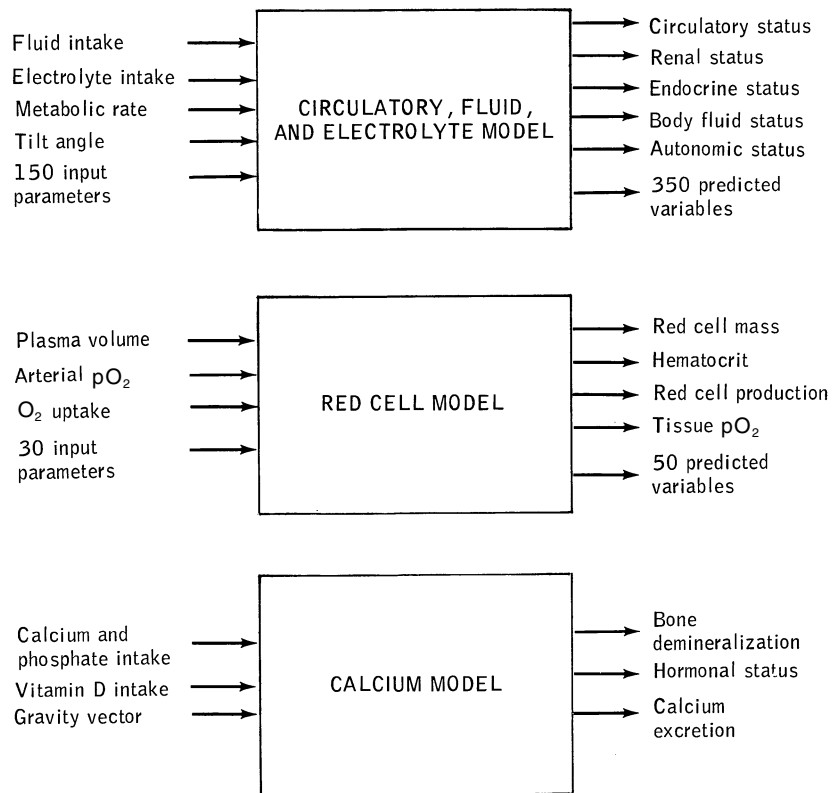 Fluid intake
Electrolyte intake
Metabolic rate
Tilt angle
150 input
parameters
CIRCULATORY, FLUID,
AND ELECTROLYTE MODEL
Circulatory status
Renal status
Endocrine status
Body fluid status
Autonomic status
350 predicted
variables
Plasma volume
Arterial pO₂
O₂ uptake
30 input
parameters
RED CELL MODEL
Red cell mass
Hematocrit
Red cell production
Tissue pO₂
50 predicted
variables
Calcium and
phosphate intake
Vitamin D intake
Gravity vector
CALCIUM MODEL
Bone
demineralization
Hormonal status
Calcium
excretion